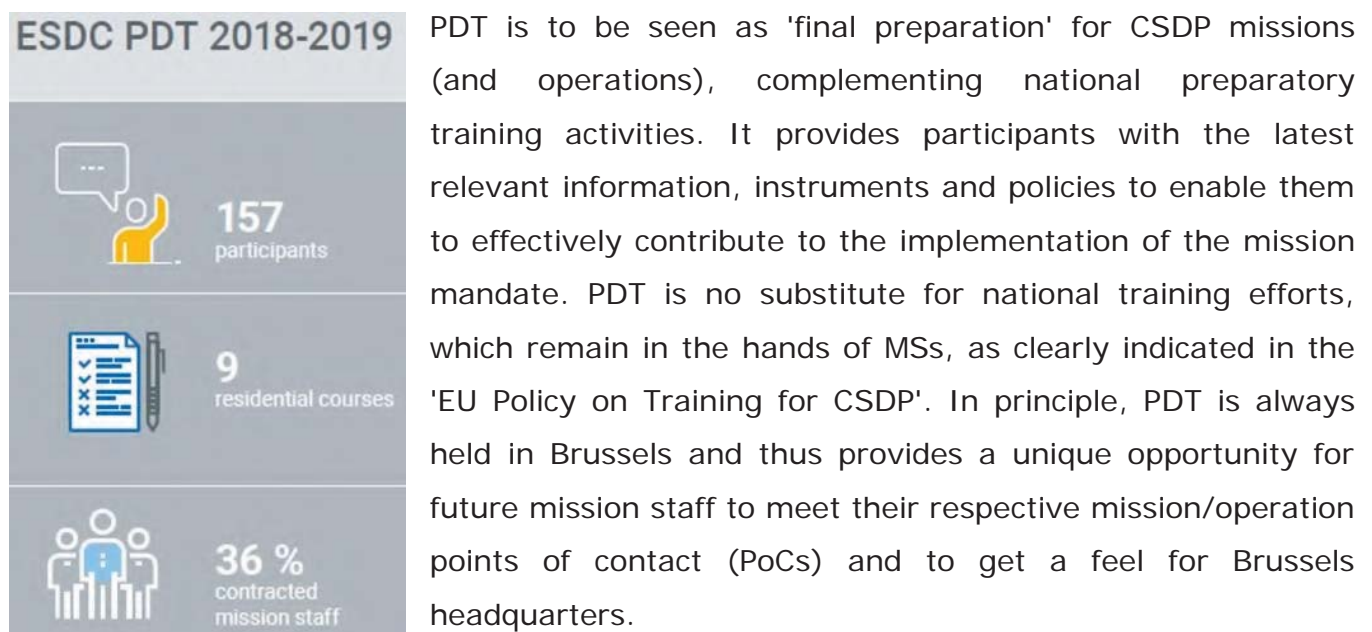 ESDC PDT 2018-2019
157
participants
9
residential courses
36 %
contracted
mission staff
PDT is to be seen as 'final preparation' for CSDP missions
(and operations), complementing national preparatory
training activities. It provides participants with the latest
relevant information, instruments and policies to enable them
to effectively contribute to the implementation of the mission
mandate. PDT is no substitute for national training efforts,
which remain in the hands of MSs, as clearly indicated in the
'EU Policy on Training for CSDP'. In principle, PDT is always
held in Brussels and thus provides a unique opportunity for
future mission staff to meet their respective mission/operation
points of contact (PoCs) and to get a feel for Brussels
headquarters.